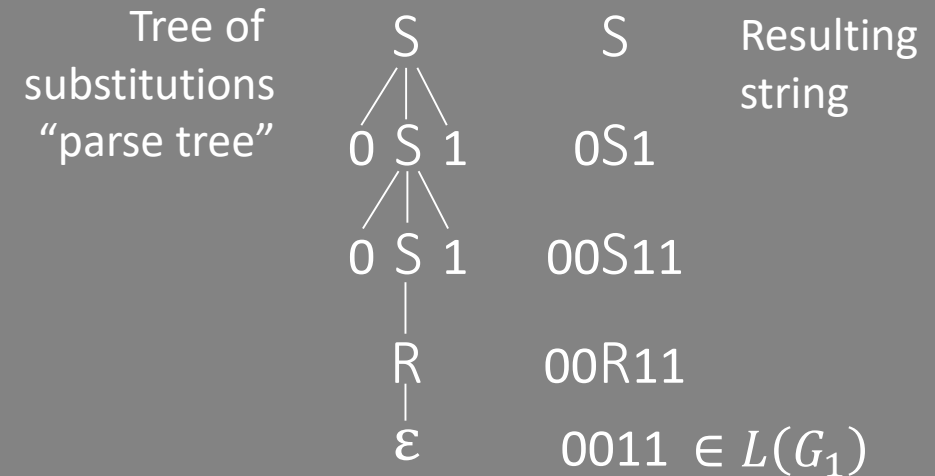 Tree of
substitutions
“parse tree”
S
0 S 1
0 S 1
R
ε
S
0S1
00S11
00R11
0011 ∈ L(G₁)
Resulting
string